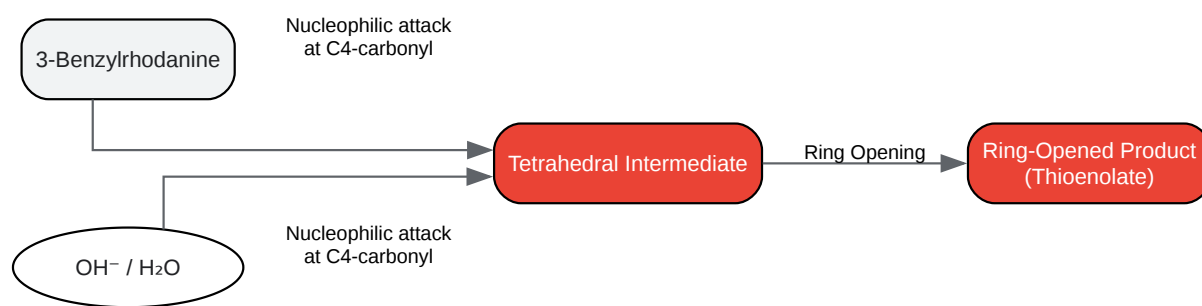 Nucleophilic attack
at C4-carbonyl
3-Benzylrhodanine
Tetrahedral Intermediate
Ring Opening
Ring-Opened Product
(Thioenolate)
Nucleophilic attack
at C4-carbonyl
OH⁻ / H₂O